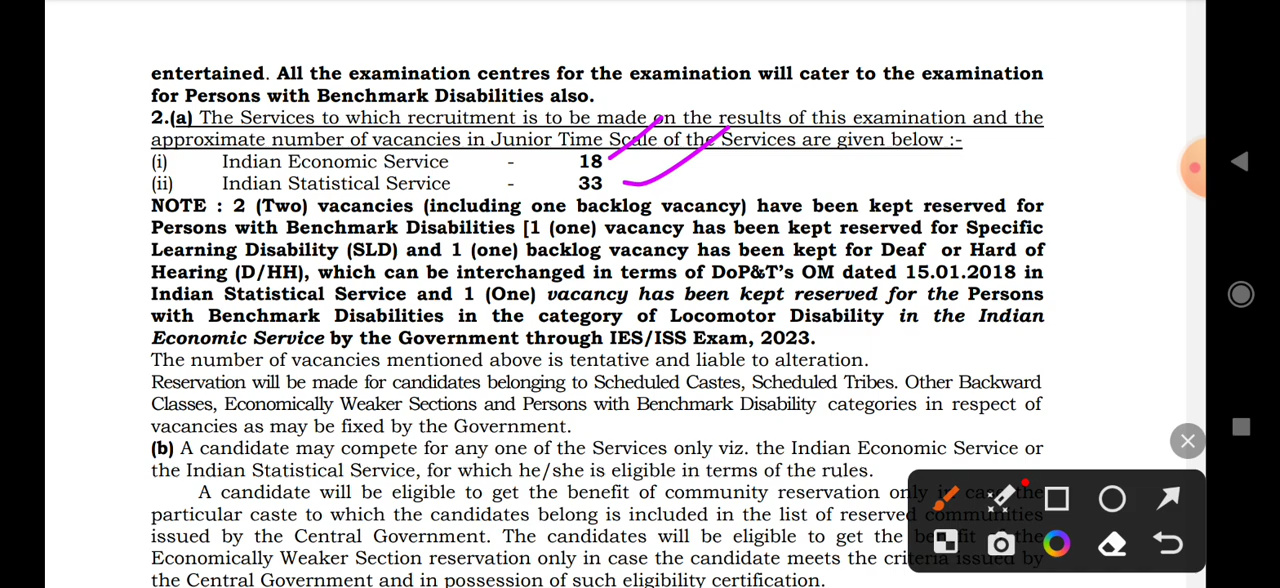 entertained. All the examination centres for the examination will cater to the examination
for Persons with Benchmark Disabilities also.
2.(a) The Services to which recruitment is to be made on the results of this examination and the
approximate number of vacancies in Junior Time Scale of the Services are given below :-
(i) Indian Economic Service - 18
(ii) Indian Statistical Service - 33
NOTE : 2 (Two) vacancies (including one backlog vacancy) have been kept reserved for
Persons with Benchmark Disabilities [1 (one) vacancy has been kept reserved for Specific
Learning Disability (SLD) and 1 (one) backlog vacancy has been kept for Deaf or Hard of
Hearing (D/HH), which can be interchanged in terms of DoP&T's OM dated 15.01.2018 in
Indian Statistical Service and 1 (One) vacancy has been kept reserved for the Persons
with Benchmark Disabilities in the category of Locomotor Disability in the Indian
Economic Service by the Government through IES/ISS Exam, 2023.
The number of vacancies mentioned above is tentative and liable to alteration.
Reservation will be made for candidates belonging to Scheduled Castes, Scheduled Tribes. Other Backward
Classes, Economically Weaker Sections and Persons with Benchmark Disability categories in respect of
vacancies as may be fixed by the Government.
(b) A candidate may compete for any one of the Services only viz. the Indian Economic Service or
the Indian Statistical Service, for which he/she is eligible in terms of the rules.
A candidate will be eligible to get the benefit of community reservation only in case the
particular caste to which the candidates belong is included in the list of reserved communities
issued by the Central Government. The candidates will be eligible to get the benefit of the
Economically Weaker Section reservation only in case the candidate meets the criteria issued by
the Central Government and in possession of such eligibility certification.